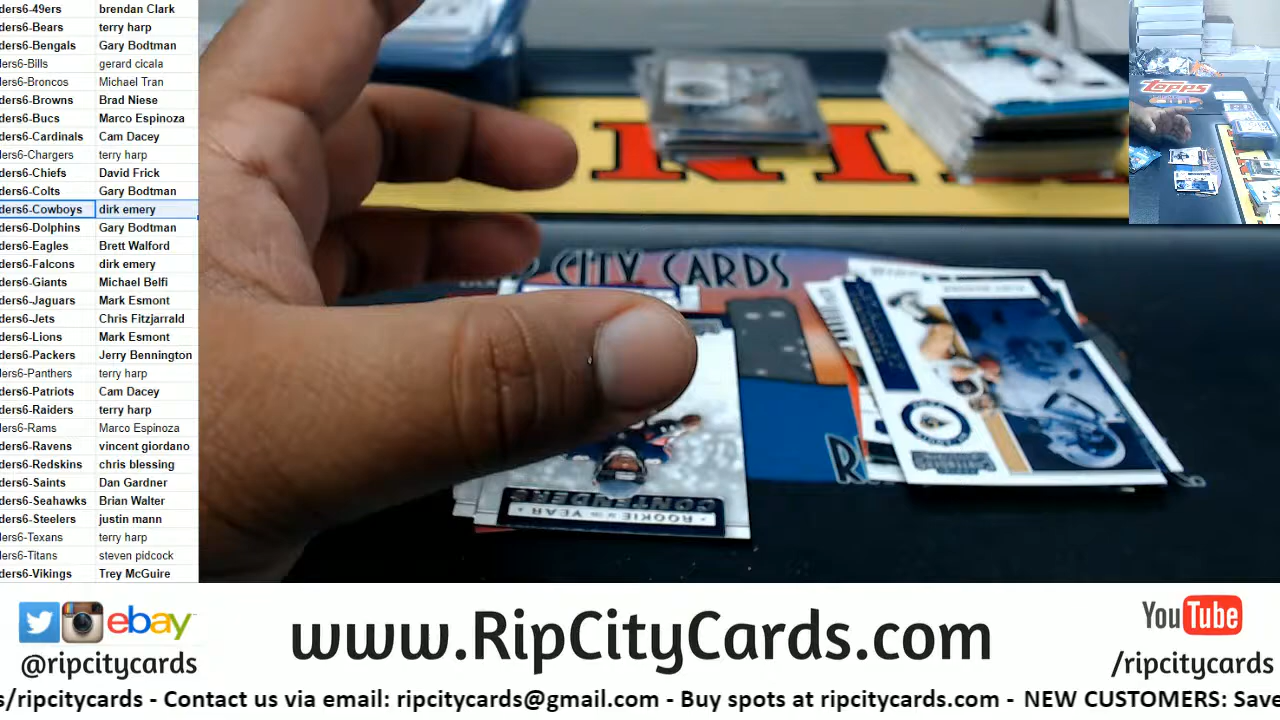 ders6-49ers brendan Clark
ders6-Bears terry harp
ders6-Bengals Gary Bodtman
ders6-Bills gerard cicala
ders6-Broncos Michael Tran
ders6-Browns Brad Niese
ders6-Bucs Marco Espinoza
ders6-Cardinals Cam Dacey
ders6-Chargers terry harp
ders6-Chiefs David Frick
ders6-Colts Gary Bodtman
ders6-Cowboys dirk emery
ders6-Dolphins Gary Bodtman
ders6-Eagles Brett Walford
ders6-Falcons dirk emery
ders6-Giants Michael Belfi
ders6-Jaguars Mark Esmont
ders6-Jets Chris Fitzjarrald
ders6-Lions Mark Esmont
ders6-Packers Jerry Bennington
ders6-Panthers terry harp
ders6-Patriots Cam Dacey
ders6-Raiders terry harp
ders6-Rams Marco Espinoza
ders6-Ravens vincent giordano
ders6-Redskins chris blessing
ders6-Saints Dan Gardner
ders6-Seahawks Brian Walter
ders6-Steelers justin mann
ders6-Texans terry harp
ders6-Titans steven pidcock
ders6-Vikings Trey McGuire
Topps
CITY CARDS
CONTENDERS
ROOKIE OF THE YEAR
ebay
@ripcitycards
www.RipCityCards.com
YouTube
/ripcitycards
s/ripcitycards - Contact us via email: ripcitycards@gmail.com - Buy spots at ripcitycards.com - NEW CUSTOMERS: Save